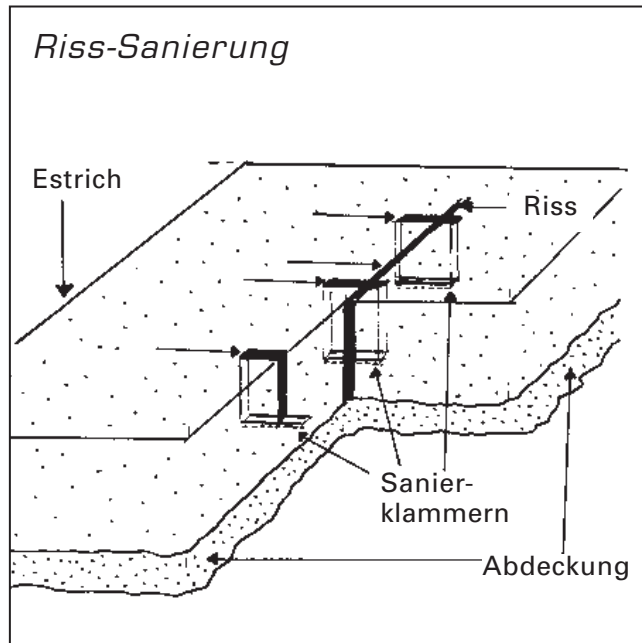 Riss-Sanierung
Estrich
Riss
Sanier-
klammern
Abdeckung